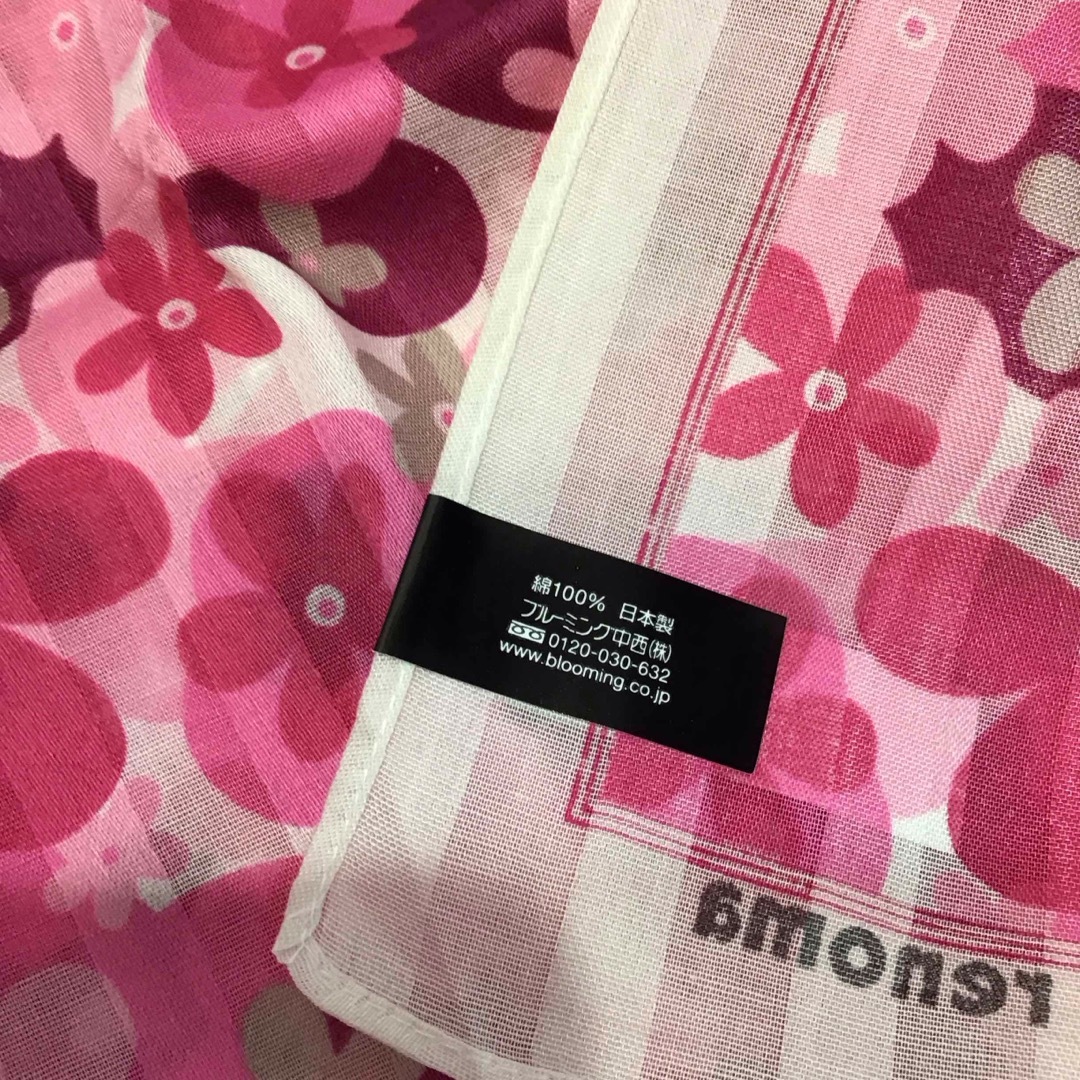 綿100% 日本製
ブルーミング中西(株)
0120-030-632
www.blooming.co.jp
renoma